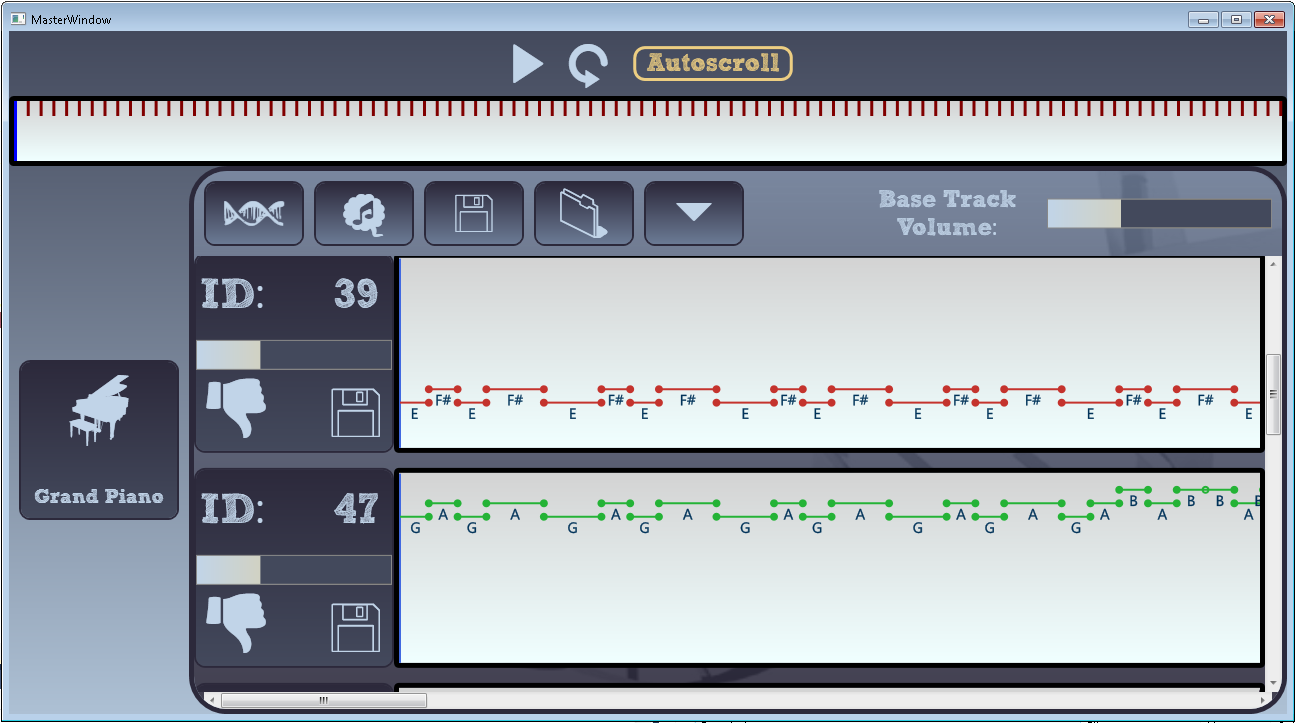 MasterWindow
Autoscroll
Base Track
Volume:
ID: 39
F# F# F# F# F# F# F# F# F# F#
E E E E E E E E E E E
Grand Piano
ID: 47
B B B B
A A A A A A A A A A A
G G G G G G G G G G